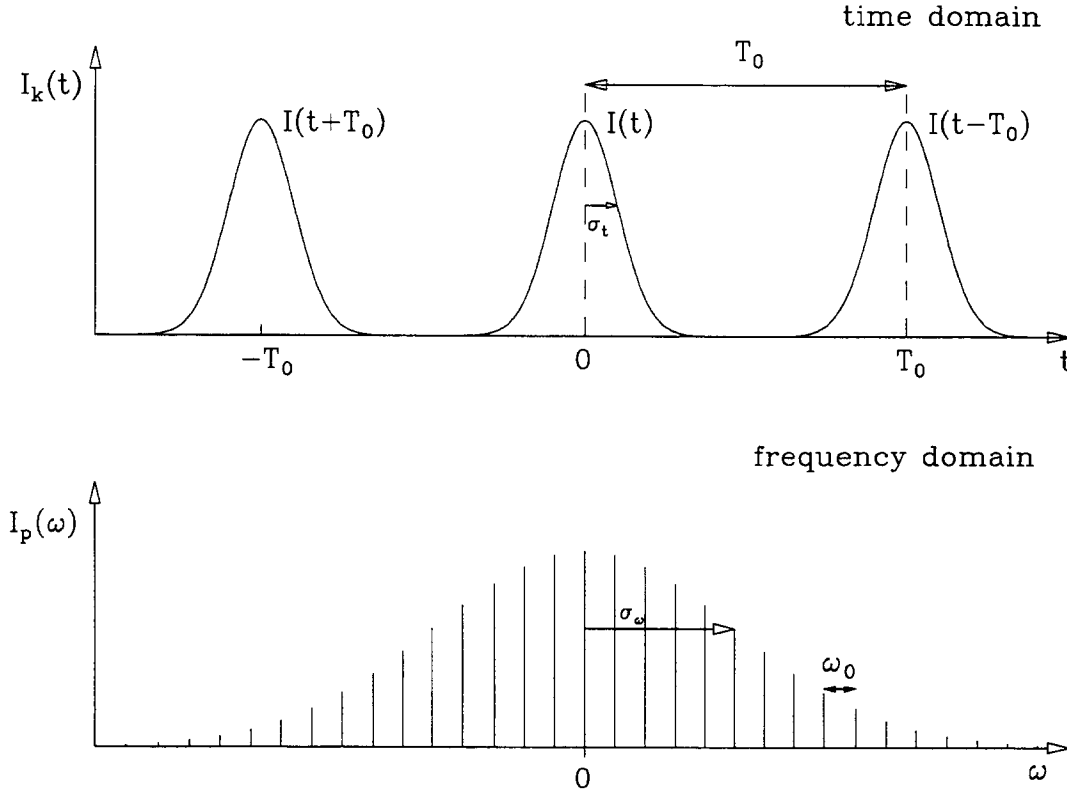 time domain
T₀
I_k(t)
I(t+T₀) I(t) I(t−T₀)
σ_t
−T₀ 0 T₀ t
frequency domain
I_p(ω)
σ_ω
ω₀
0 ω